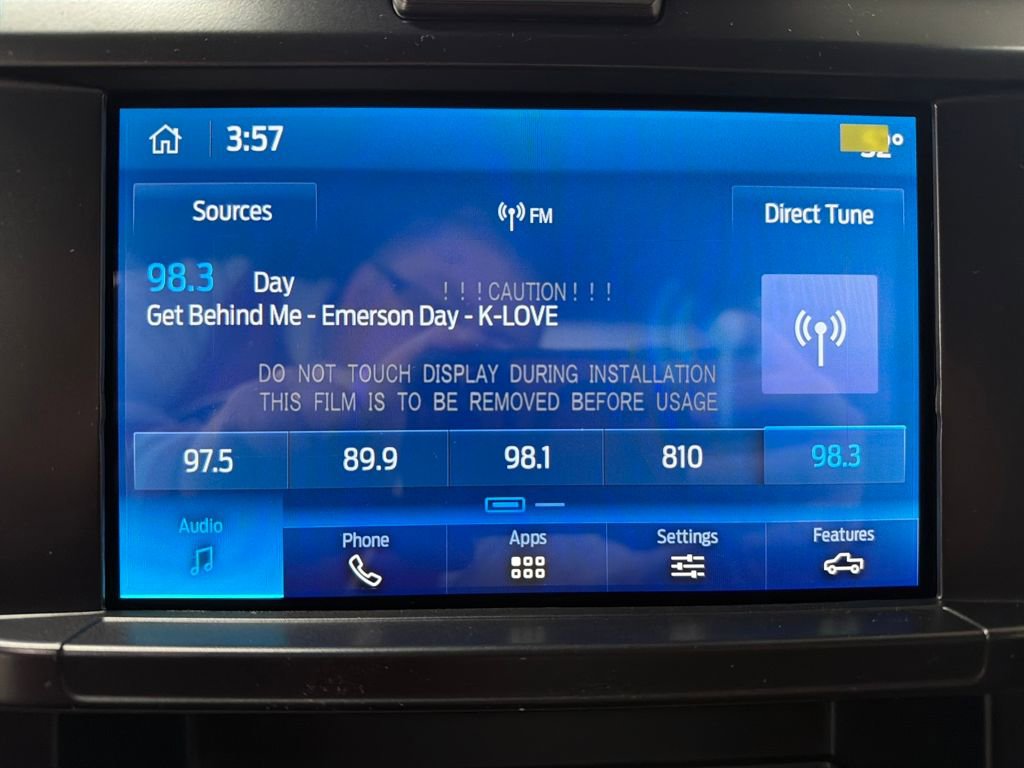 3:57
Sources
FM
Direct Tune
98.3 Day
! ! ! CAUTION ! ! !
Get Behind Me - Emerson Day - K-LOVE
DO NOT TOUCH DISPLAY DURING INSTALLATION
THIS FILM IS TO BE REMOVED BEFORE USAGE
97.5 89.9 98.1 810 98.3
Audio Phone Apps Settings Features